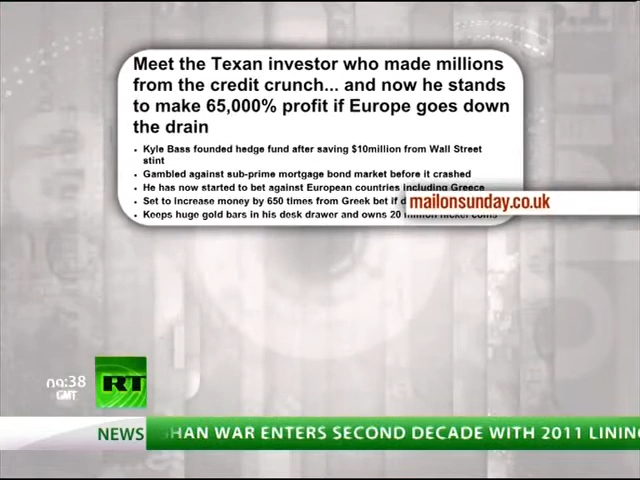 Meet the Texan investor who made millions
from the credit crunch... and now he stands
to make 65,000% profit if Europe goes down
the drain
• Kyle Bass founded hedge fund after saving $10million from Wall Street
stint
• Gambled against sub-prime mortgage bond market before it crashed
• He has now started to bet against European countries including Greece
• Set to increase money by 650 times from Greek bet if
mailonsunday.co.uk
• Keeps huge gold bars in his desk drawer and owns 20 million nickel coins
09:38
GMT
RT
NEWS HAN WAR ENTERS SECOND DECADE WITH 2011 LINING